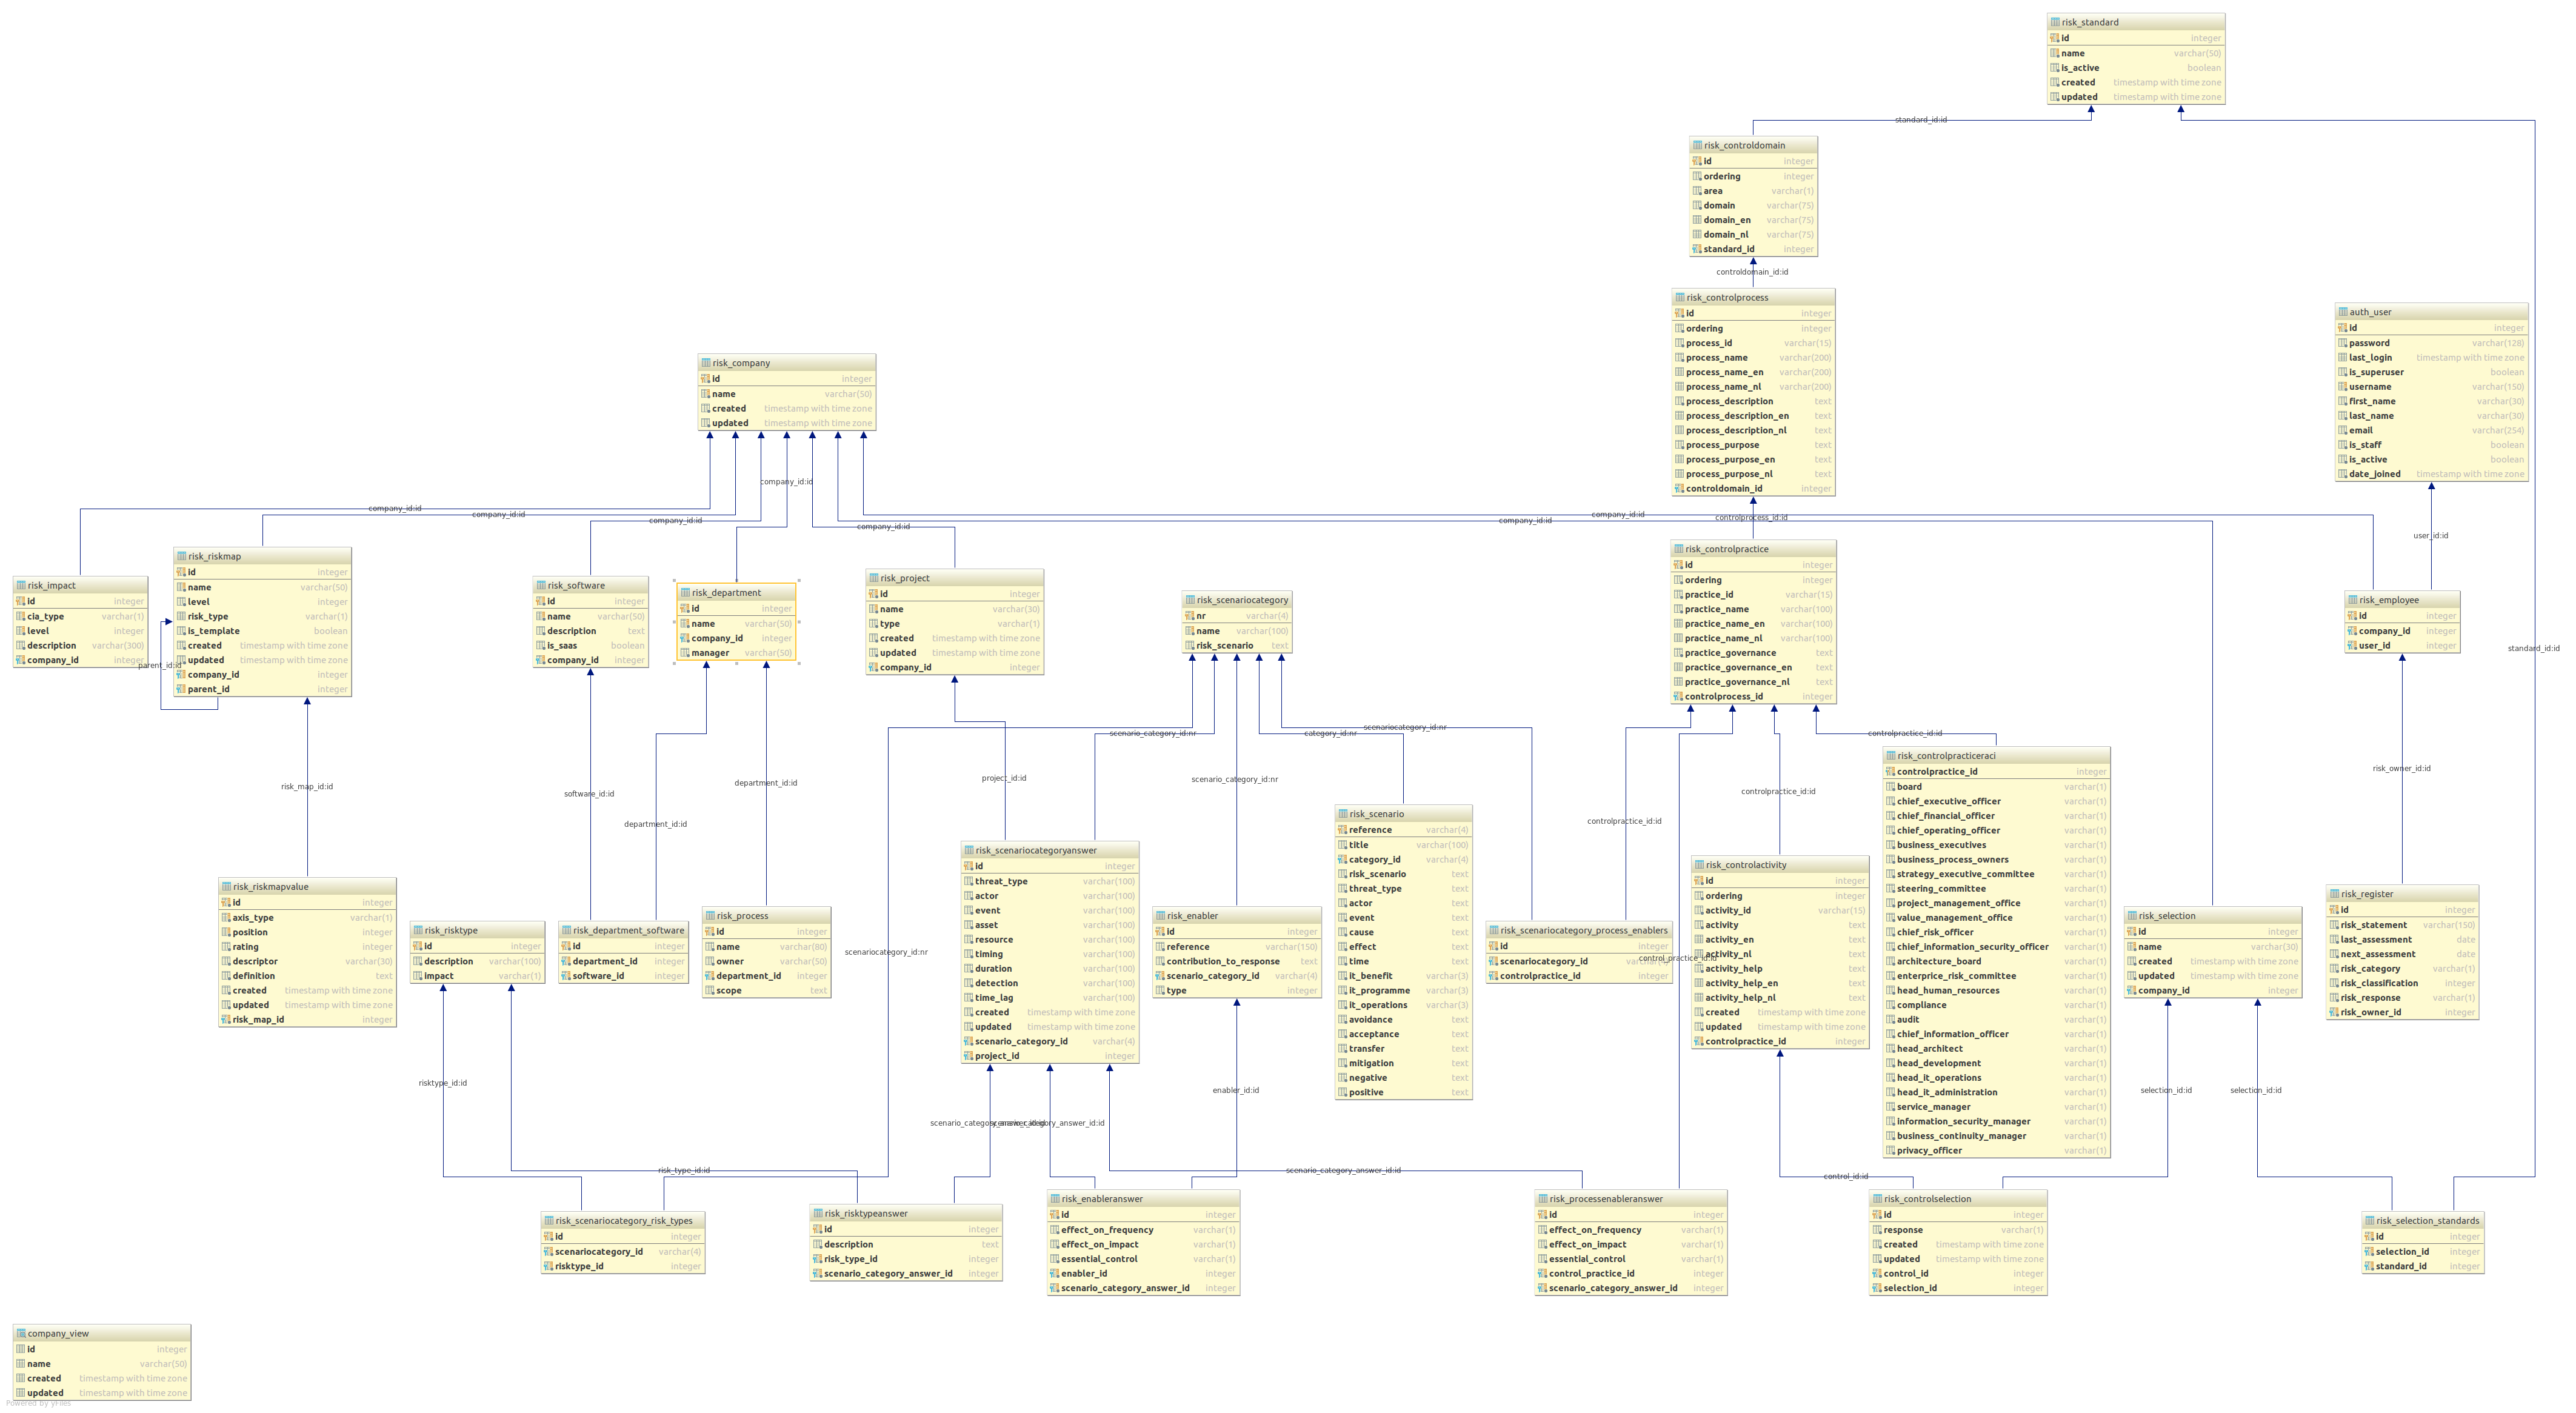 risk_standard
id integer
name varchar(50)
is_active boolean
created timestamp with time zone
updated timestamp with time zone
standard_id:id
risk_controldomain
id integer
ordering integer
area varchar(1)
domain varchar(75)
domain_en varchar(75)
domain_nl varchar(75)
standard_id integer
controldomain_id:id
risk_controlprocess
id integer
ordering integer
process_id varchar(15)
process_name varchar(200)
process_name_en varchar(200)
process_name_nl varchar(200)
process_description text
process_description_en text
process_description_nl text
process_purpose text
process_purpose_en text
process_purpose_nl text
controldomain_id integer
auth_user
id integer
password varchar(128)
last_login timestamp with time zone
is_superuser boolean
username varchar(150)
first_name varchar(30)
last_name varchar(30)
email varchar(254)
is_staff boolean
is_active boolean
date_joined timestamp with time zone
risk_company
id integer
name varchar(50)
created timestamp with time zone
updated timestamp with time zone
company_id:id
company_id:id
company_id:id
company_id:id
company_id:id
company_id:id
company_id:id
controlprocess_id:id
user_id:id
standard_id:id
risk_impact
id integer
cia_type varchar(1)
level integer
description varchar(300)
company_id integer
parent_id:id
risk_riskmap
id integer
name varchar(50)
level integer
risk_type varchar(1)
is_template boolean
created timestamp with time zone
updated timestamp with time zone
company_id integer
parent_id integer
risk_software
id integer
name varchar(50)
description text
is_saas boolean
company_id integer
risk_department
id integer
name varchar(50)
company_id integer
manager varchar(50)
risk_project
id integer
name varchar(30)
type varchar(1)
created timestamp with time zone
updated timestamp with time zone
company_id integer
risk_scenariocategory
nr varchar(4)
name varchar(100)
risk_scenario text
risk_controlpractice
id integer
ordering integer
practice_id varchar(15)
practice_name varchar(100)
practice_name_en varchar(100)
practice_name_nl varchar(100)
practice_governance text
practice_governance_en text
practice_governance_nl text
controlprocess_id integer
risk_employee
id integer
company_id integer
user_id integer
risk_map_id:id
software_id:id
department_id:id
department_id:id
project_id:id
scenario_category_id:nr
scenario_category_id:nr
category_id:nr
scenariocategory_id:nr
controlpractice_id:id
controlpractice_id:id
controlpractice_id:id
risk_owner_id:id
risk_controlpracticeraci
controlpractice_id integer
board varchar(1)
chief_executive_officer varchar(1)
chief_financial_officer varchar(1)
chief_operating_officer varchar(1)
business_executives varchar(1)
business_process_owners varchar(1)
strategy_executive_committee varchar(1)
steering_committee varchar(1)
project_management_office varchar(1)
value_management_office varchar(1)
chief_risk_officer varchar(1)
chief_information_security_officer varchar(1)
architecture_board varchar(1)
enterprice_risk_committee varchar(1)
head_human_resources varchar(1)
compliance varchar(1)
audit varchar(1)
chief_information_officer varchar(1)
head_architect varchar(1)
head_development varchar(1)
head_it_operations varchar(1)
head_it_administration varchar(1)
service_manager varchar(1)
information_security_manager varchar(1)
business_continuity_manager varchar(1)
privacy_officer varchar(1)
risk_riskmapvalue
id integer
axis_type varchar(1)
position integer
rating integer
descriptor varchar(30)
definition text
created timestamp with time zone
updated timestamp with time zone
risk_map_id integer
risk_risktype
id integer
description varchar(100)
impact varchar(1)
risk_department_software
id integer
department_id integer
software_id integer
risk_process
id integer
name varchar(80)
owner varchar(50)
department_id integer
scope text
scenariocategory_id:nr
risk_scenariocategoryanswer
id integer
threat_type varchar(100)
actor varchar(100)
event varchar(100)
asset varchar(100)
resource varchar(100)
timing varchar(100)
duration varchar(100)
detection varchar(100)
time_lag varchar(100)
created timestamp with time zone
updated timestamp with time zone
scenario_category_id varchar(4)
project_id integer
risk_enabler
id integer
reference varchar(150)
contribution_to_response text
scenario_category_id varchar(4)
type integer
risk_scenario
reference varchar(4)
title varchar(100)
category_id varchar(4)
risk_scenario text
threat_type text
actor text
event text
cause text
effect text
time text
it_benefit varchar(3)
it_programme varchar(3)
it_operations varchar(3)
avoidance text
acceptance text
transfer text
mitigation text
negative text
positive text
risk_scenariocategory_process_enablers
id integer
scenariocategory_id
controlpractice_id integer
control_practice_id:id
risk_controlactivity
id integer
ordering integer
activity_id varchar(15)
activity text
activity_en text
activity_nl text
activity_help text
activity_help_en text
activity_help_nl text
created timestamp with time zone
updated timestamp with time zone
controlpractice_id integer
risk_selection
id integer
name varchar(30)
created timestamp with time zone
updated timestamp with time zone
company_id integer
risk_register
id integer
risk_statement varchar(150)
last_assessment date
next_assessment date
risk_category varchar(1)
risk_classification integer
risk_response varchar(1)
risk_owner_id integer
risktype_id:id
risk_type_id:id
scenario_category_answer_id:id
scenario_category_answer_id:id
enabler_id:id
scenario_category_answer_id:id
control_id:id
selection_id:id
selection_id:id
risk_scenariocategory_risk_types
id integer
scenariocategory_id varchar(4)
risktype_id integer
risk_risktypeanswer
id integer
description text
risk_type_id integer
scenario_category_answer_id integer
risk_enableranswer
id integer
effect_on_frequency varchar(1)
effect_on_impact varchar(1)
essential_control varchar(1)
enabler_id integer
scenario_category_answer_id integer
risk_processenableranswer
id integer
effect_on_frequency varchar(1)
effect_on_impact varchar(1)
essential_control varchar(1)
control_practice_id integer
scenario_category_answer_id integer
risk_controlselection
id integer
response varchar(1)
created timestamp with time zone
updated timestamp with time zone
control_id integer
selection_id integer
risk_selection_standards
id integer
selection_id integer
standard_id integer
company_view
id integer
name varchar(50)
created timestamp with time zone
updated timestamp with time zone
Powered by yFiles